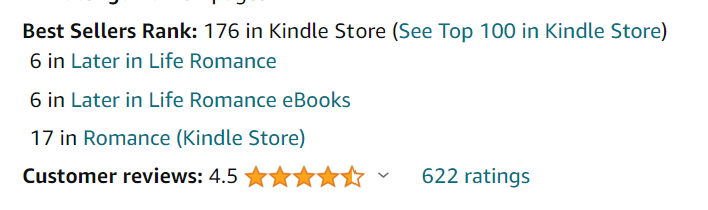 Best Sellers Rank: 176 in Kindle Store (See Top 100 in Kindle Store)
6 in Later in Life Romance
6 in Later in Life Romance eBooks
17 in Romance (Kindle Store)
Customer reviews: 4.5 622 ratings